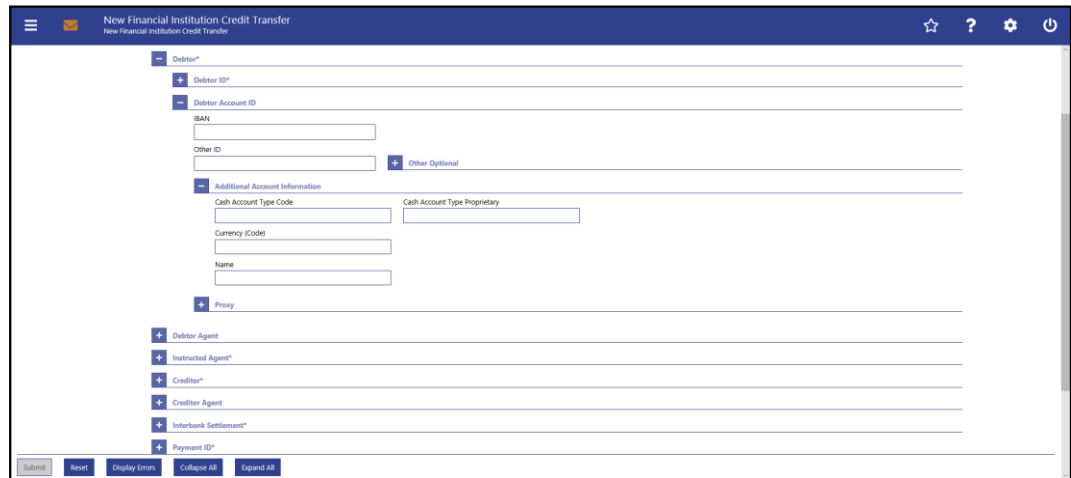 New Financial Institution Credit Transfer
New Financial Institution Credit Transfer
?
Debtor*
Debtor ID*
Debtor Account ID
IBAN
Other ID
Other Optional
Additional Account Information
Cash Account Type Code Cash Account Type Proprietary
Currency (Code)
Name
Proxy
Debtor Agent
Instructed Agent*
Creditor*
Creditor Agent
Interbank Settlement*
Payment ID*
Submit Reset Display Errors Collapse All Expand All